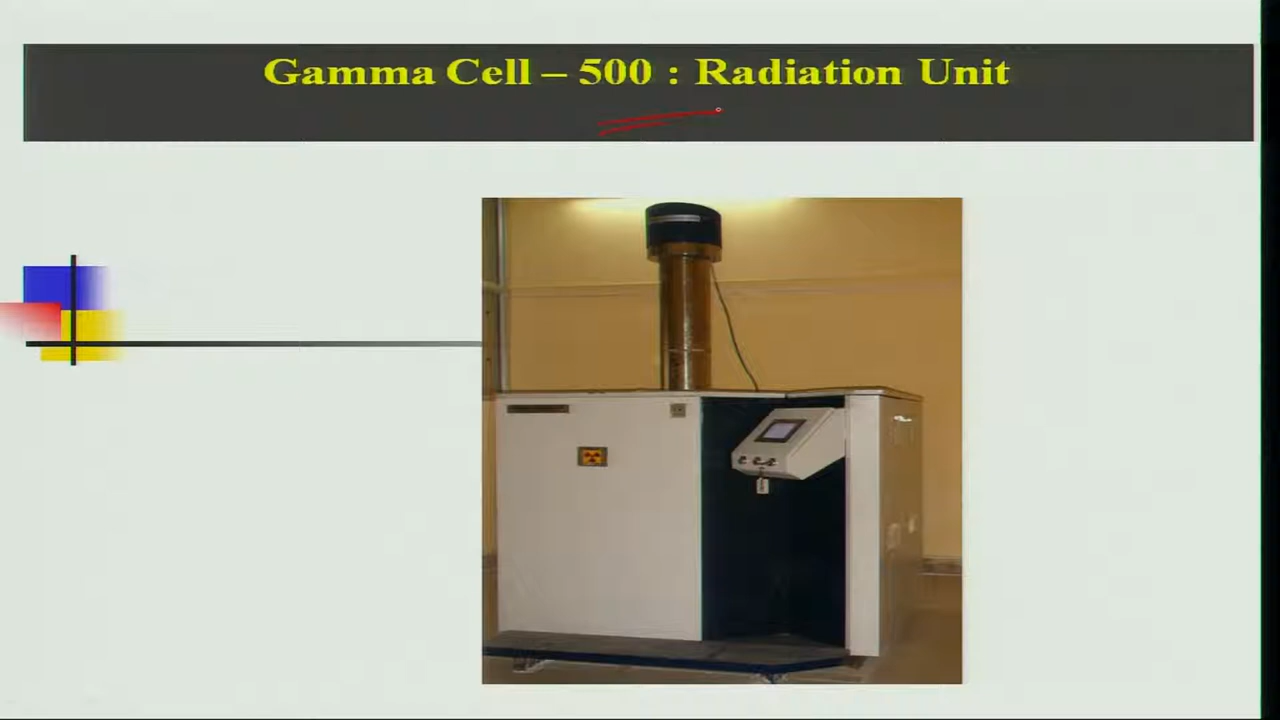 Gamma Cell – 500 : Radiation Unit